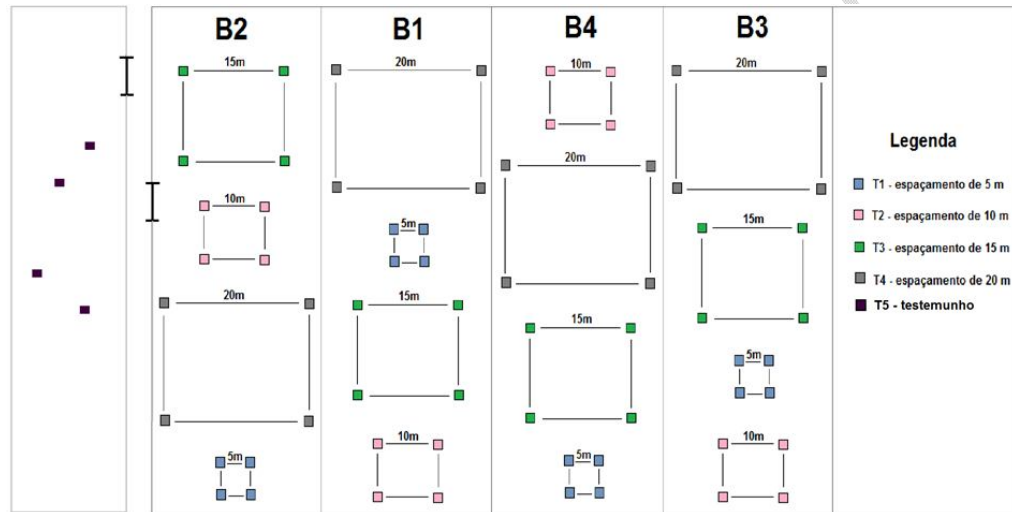 B2
B1
B4
B3
15m
20m
10m
20m
20m
10m
5m
15m
20m
15m
15m
5m
10m
10m
5m
5m
Legenda
T1 - espaçamento de 5 m
T2 - espaçamento de 10 m
T3 - espaçamento de 15 m
T4 - espaçamento de 20 m
T5 - testemunho